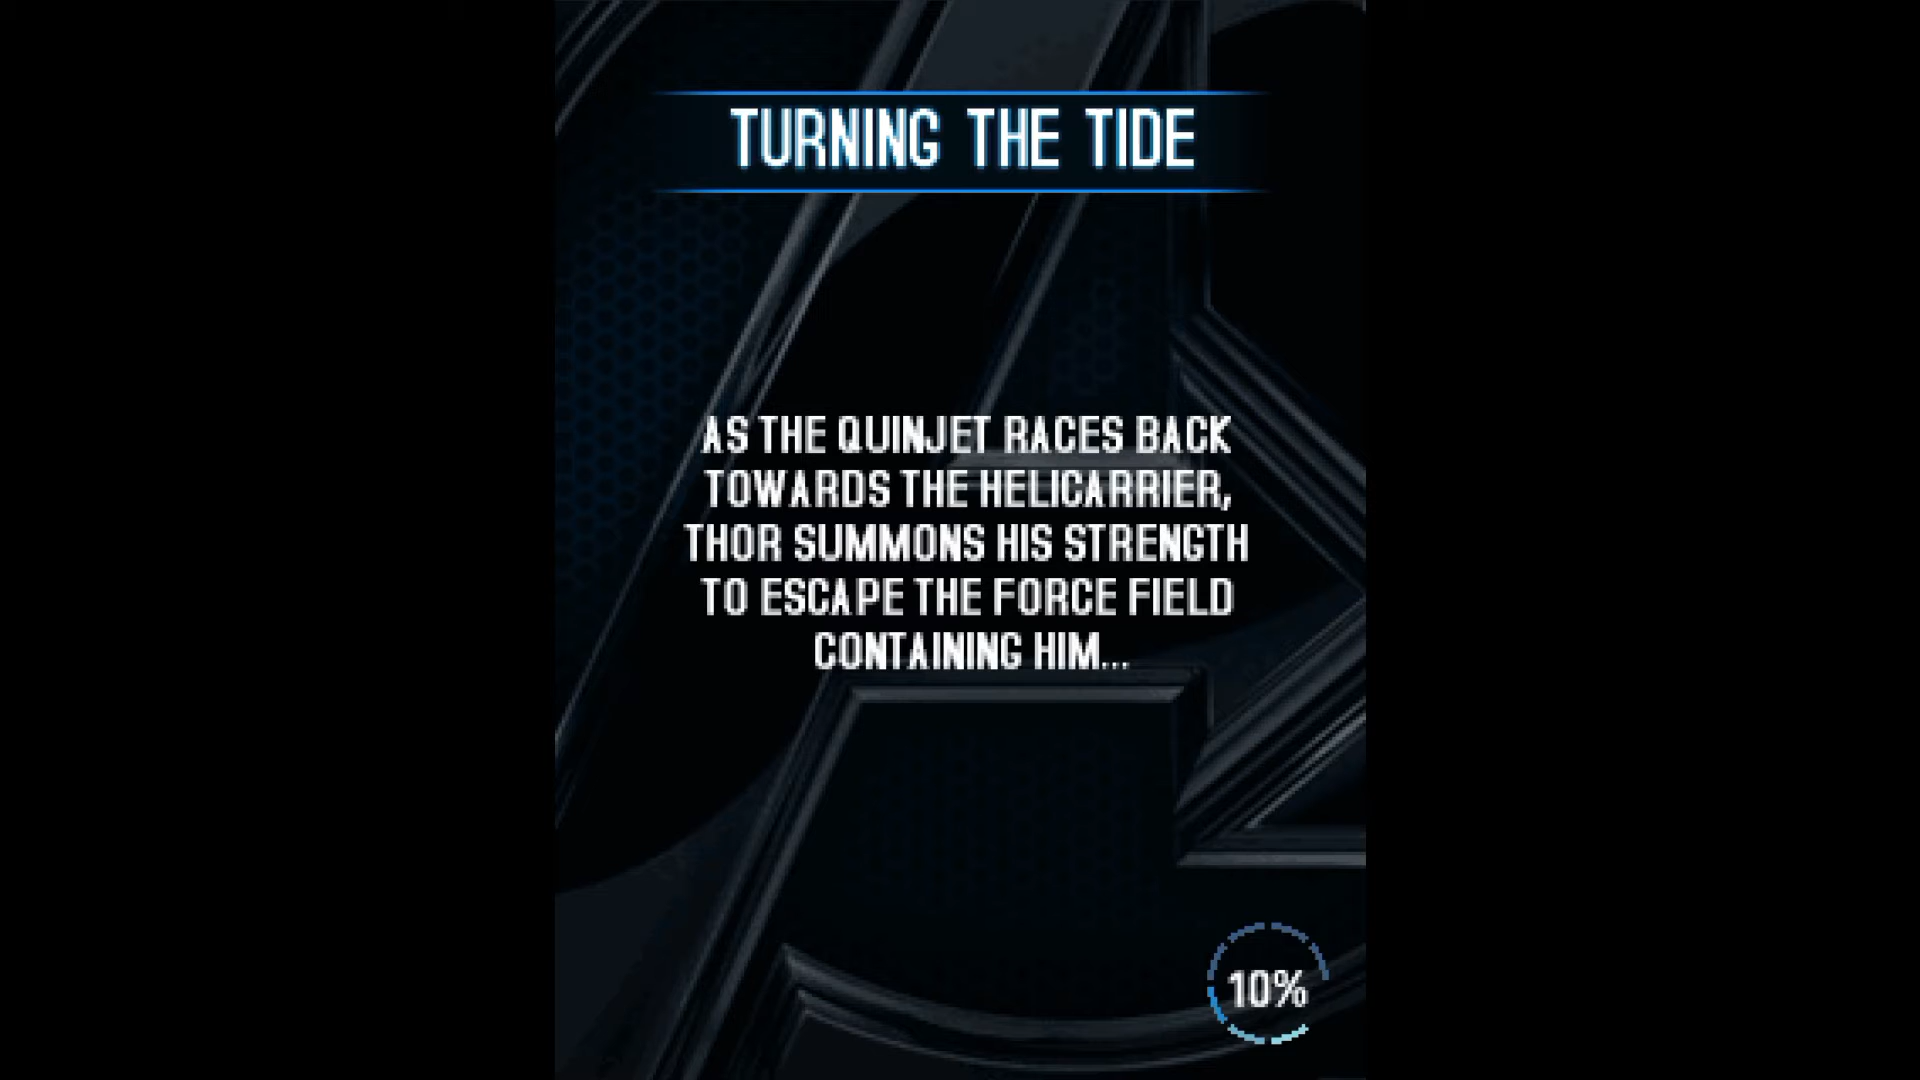 TURNING THE TIDE
AS THE QUINJET RACES BACK
TOWARDS THE HELICARRIER,
THOR SUMMONS HIS STRENGTH
TO ESCAPE THE FORCE FIELD
CONTAINING HIM...
10%